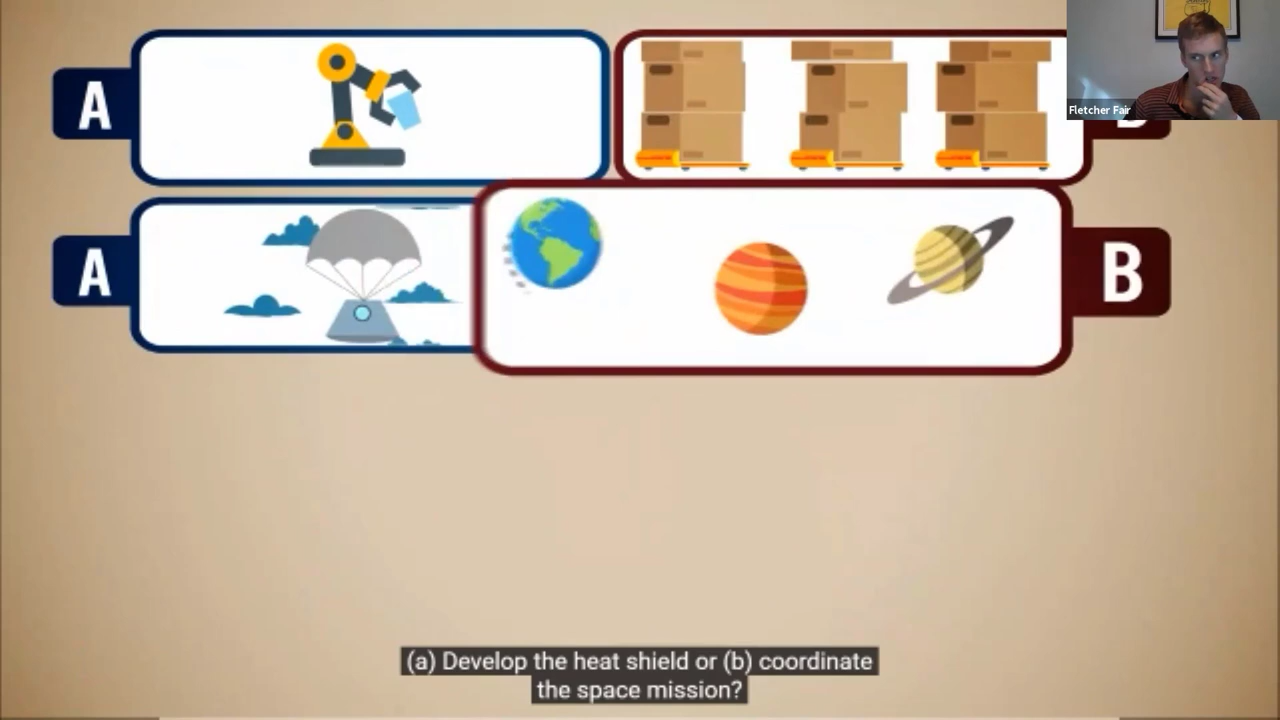 A
Fletcher Fair
A
B
(a) Develop the heat shield or (b) coordinate
the space mission?